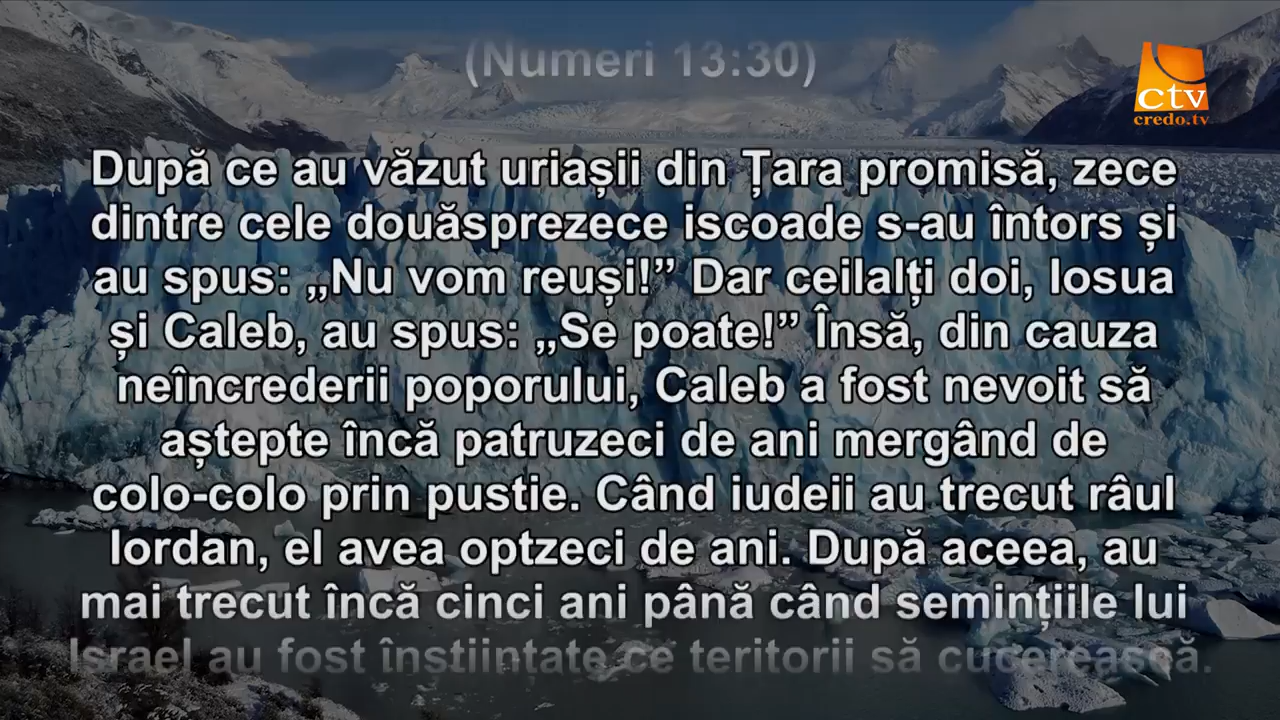 (Numeri 13:30)
ctv
credo.tv
După ce au văzut uriașii din Țara promisă, zece
dintre cele douăsprezece iscoade s-au întors și
au spus: „Nu vom reuși!” Dar ceilalți doi, Iosua
și Caleb, au spus: „Se poate!” Însă, din cauza
neîncrederii poporului, Caleb a fost nevoit să
aștepte încă patruzeci de ani mergând de
colo-colo prin pustie. Când iudeii au trecut râul
Iordan, el avea optzeci de ani. După aceea, au
mai trecut încă cinci ani până când semințiile lui
Israel au fost înștiințate ce teritorii să cucerească.